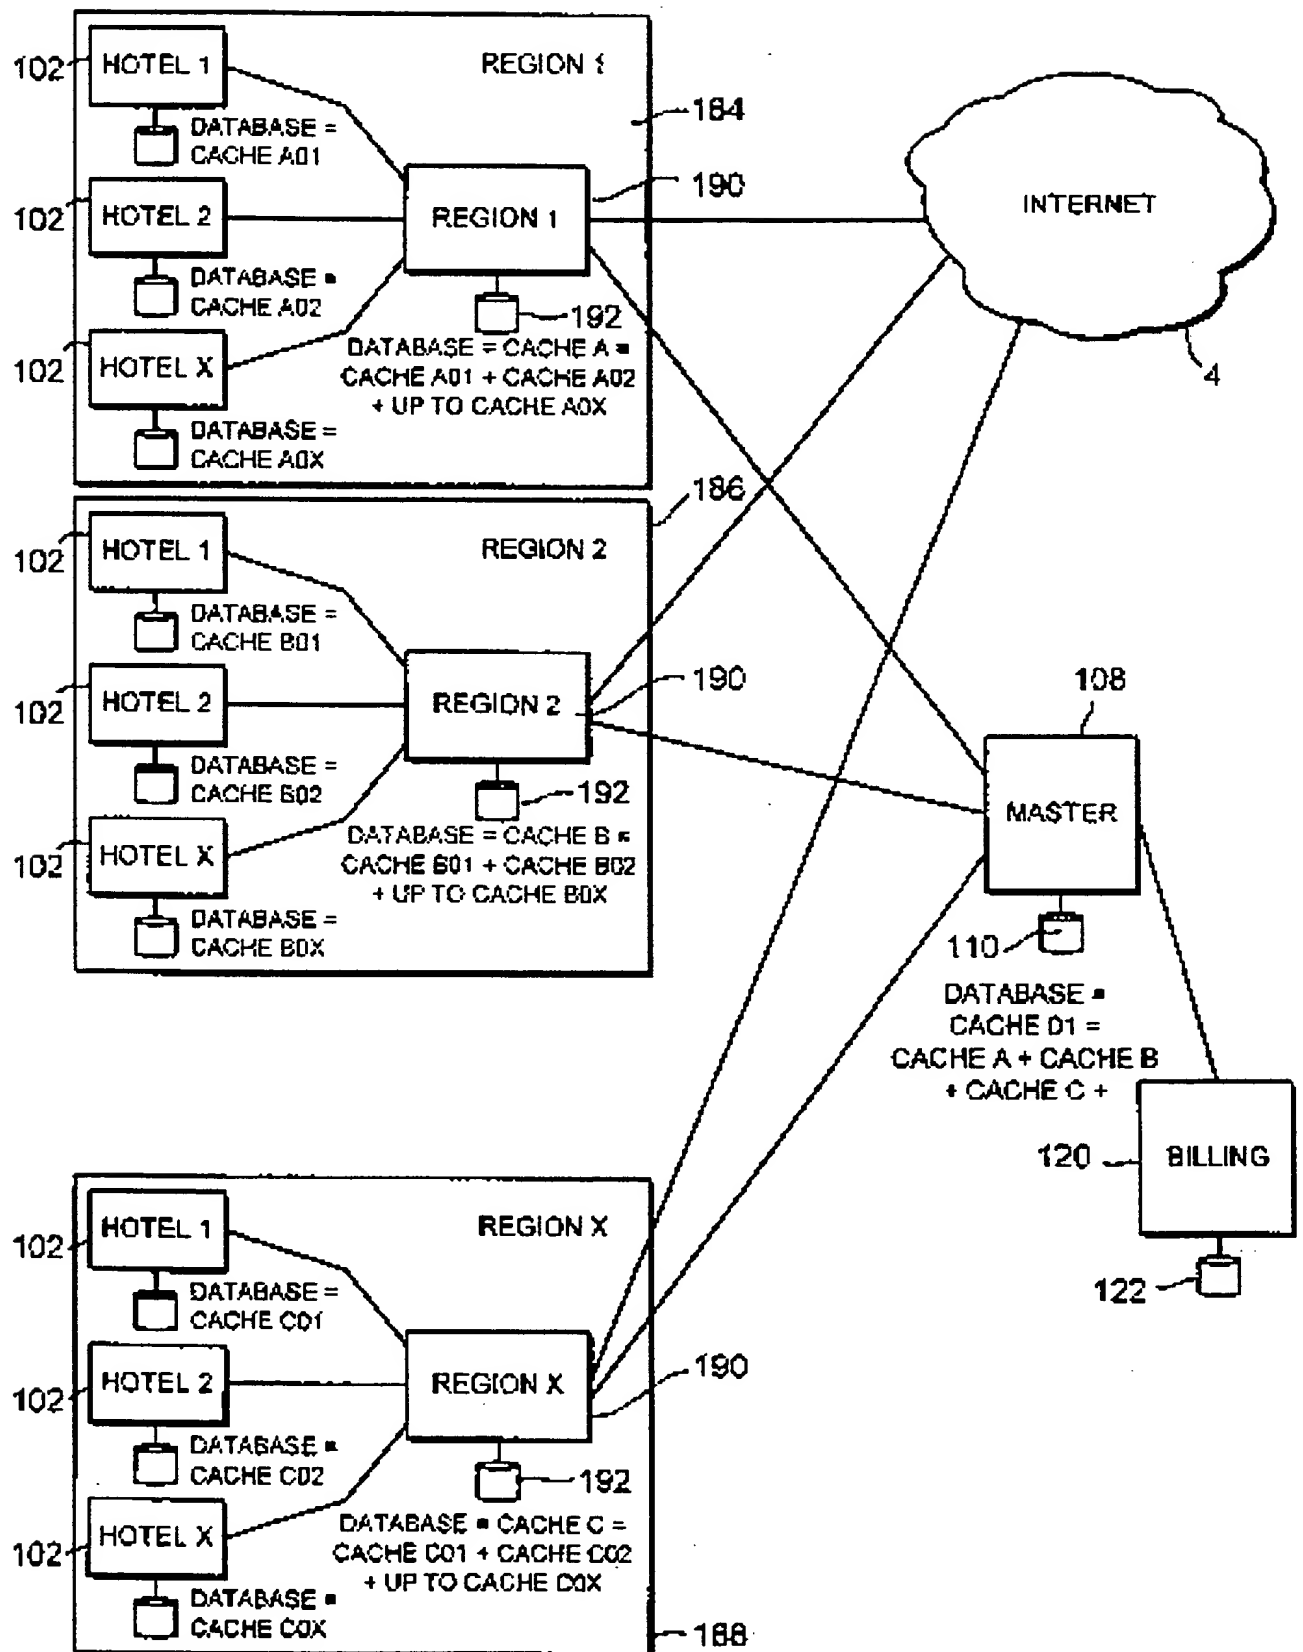 102
HOTEL 1
DATABASE =
CACHE A01
102
HOTEL 2
DATABASE =
CACHE A02
102
HOTEL X
DATABASE =
CACHE A0X
REGION 1
184
190
REGION 1
192
DATABASE = CACHE A =
CACHE A01 + CACHE A02
+ UP TO CACHE A0X
INTERNET
4
186
102
HOTEL 1
DATABASE =
CACHE B01
102
HOTEL 2
DATABASE =
CACHE B02
102
HOTEL X
DATABASE =
CACHE B0X
REGION 2
REGION 2
190
192
DATABASE = CACHE B =
CACHE B01 + CACHE B02
+ UP TO CACHE B0X
108
MASTER
110
DATABASE =
CACHE D1 =
CACHE A + CACHE B
+ CACHE C +
120
BILLING
122
102
HOTEL 1
DATABASE =
CACHE C01
102
HOTEL 2
DATABASE =
CACHE C02
102
HOTEL X
DATABASE =
CACHE C0X
REGION X
REGION X
190
192
DATABASE = CACHE C =
CACHE C01 + CACHE C02
+ UP TO CACHE C0X
188